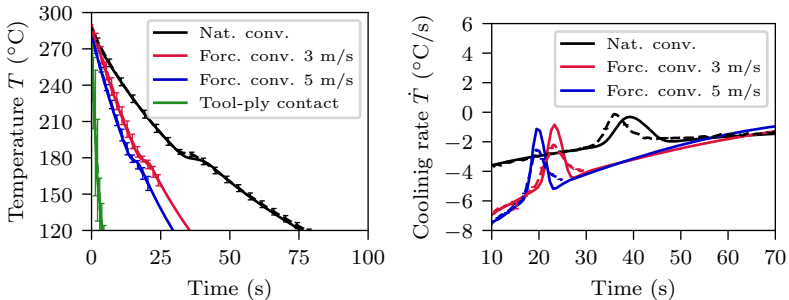 Temperature T (°C)
300
270
240
210
180
150
120
Nat. conv.
Forc. conv. 3 m/s
Forc. conv. 5 m/s
Tool-ply contact
0 25 50 75 100
Time (s)
Coolinig rate Ṫ (°C/s)
6
4
2
0
−2
−4
−6
−8
Nat. conv.
Forc. conv. 3 m/s
Forc. conv. 5 m/s
10 20 30 40 50 60 70
Time (s)